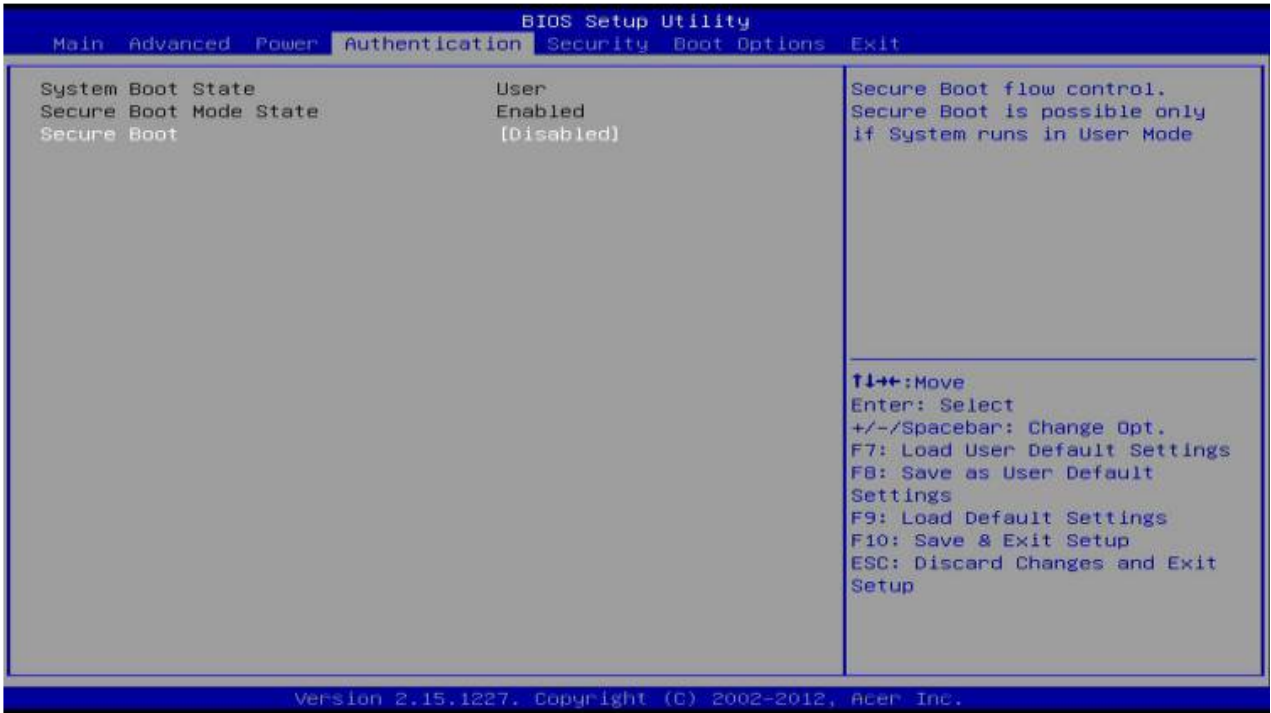 BIOS Setup Utility
Main Advanced Power Authentication Security Boot Options Exit
System Boot State User
Secure Boot Mode State Enabled
Secure Boot [Disabled]
Secure Boot flow control.
Secure Boot is possible only
if System runs in User Mode
↑↓→←:Move
Enter: Select
+/-/Spacebar: Change Opt.
F7: Load User Default Settings
F8: Save as User Default
Settings
F9: Load Default Settings
F10: Save & Exit Setup
ESC: Discard Changes and Exit
Setup
Version 2.15.1227. Copyright (C) 2002-2012, Acer Inc.